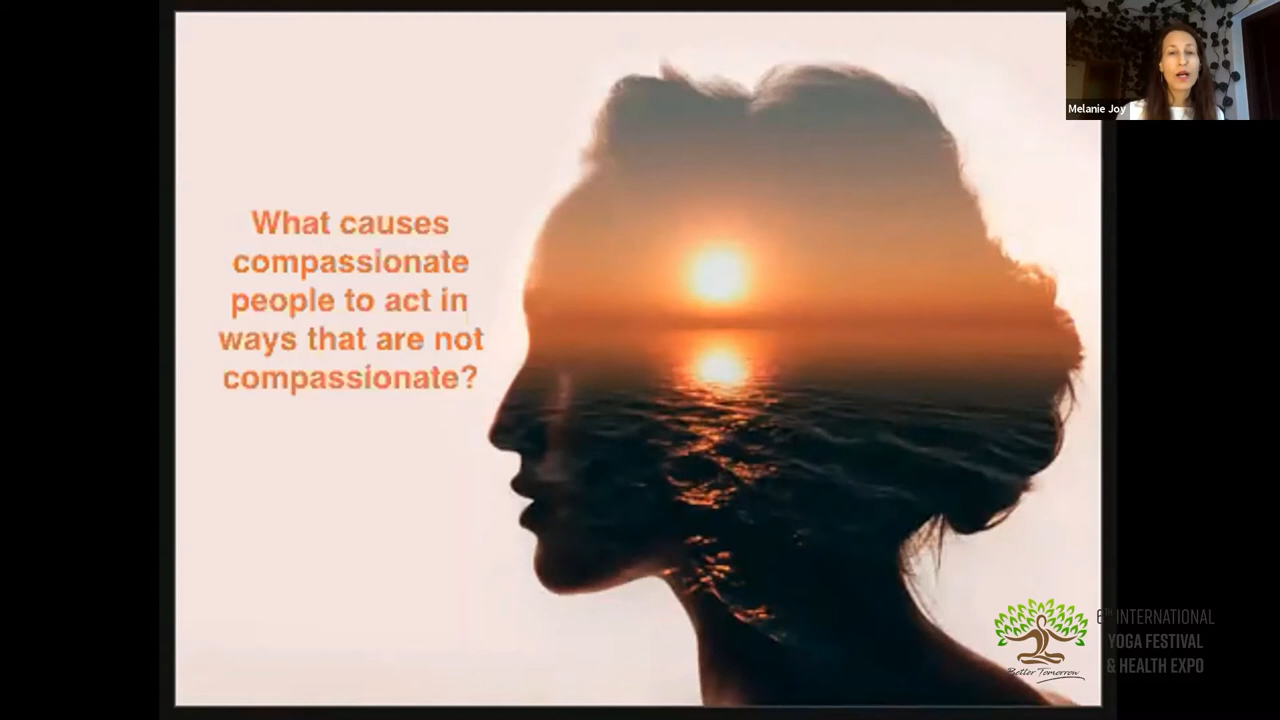 Melanie Joy
What causes
compassionate
people to act in
ways that are not
compassionate?
6TH INTERNATIONAL
YOGA FESTIVAL
& HEALTH EXPO
Better Tomorrow